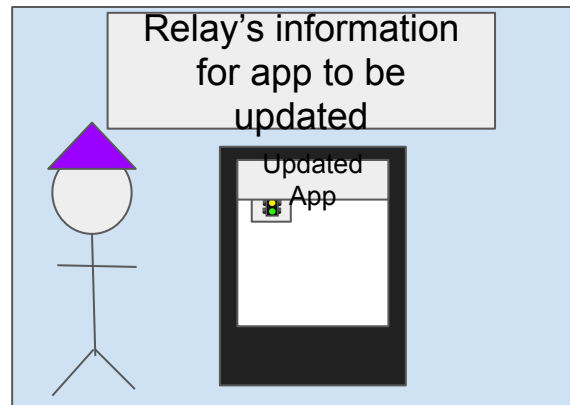 Relay’s information
for app to be
updated
Updated
App